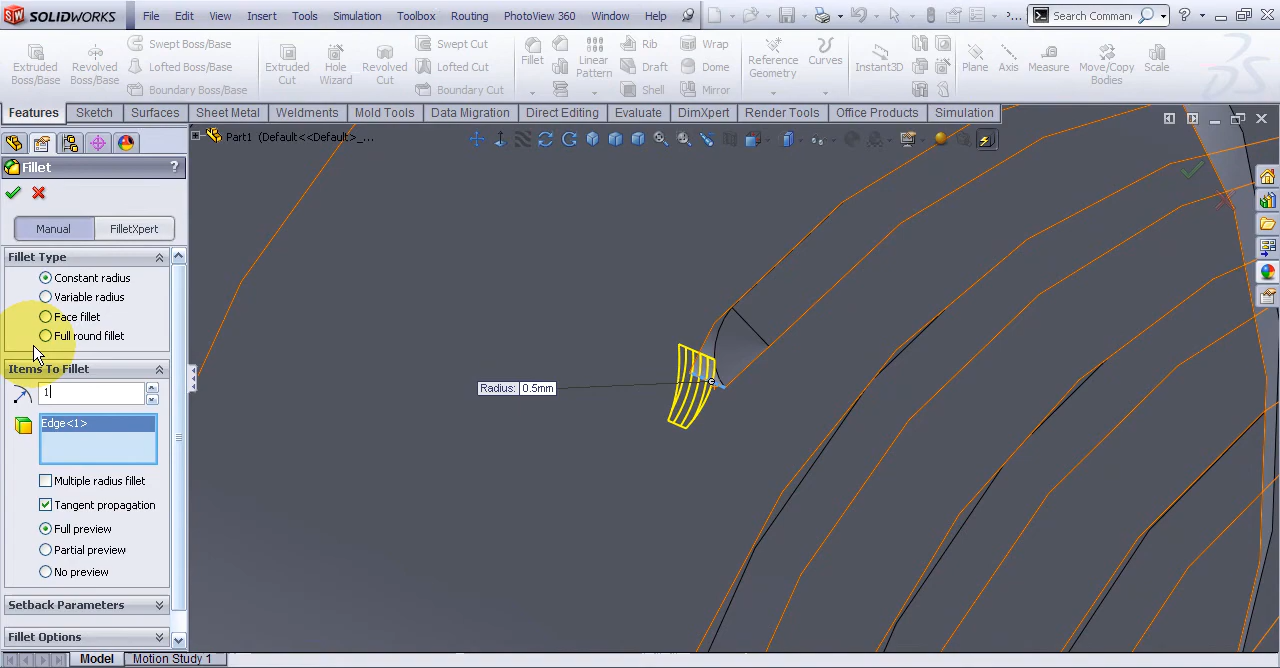 SOLIDWORKS File Edit View Insert Tools Simulation Toolbox Routing PhotoView 360 Window Help Search Comman
Extruded Boss/Base Revolved Boss/Base Swept Boss/Base Lofted Boss/Base Boundary Boss/Base Extruded Cut Hole Wizard Revolved Cut Swept Cut Lofted Cut Boundary Cut Fillet Linear Pattern Rib Draft Shell Wrap Dome Mirror Reference Geometry Curves Instant3D Plane Axis Measure Move/Copy Bodies Scale
Features Sketch Surfaces Sheet Metal Weldments Mold Tools Data Migration Direct Editing Evaluate DimXpert Render Tools Office Products Simulation
Part1 (Default<<Default>_...
Fillet ?
Manual FilletXpert
Fillet Type
Constant radius
Variable radius
Face fillet
Full round fillet
Items To Fillet
1
Radius: 0.5mm
Edge<1>
Multiple radius fillet
Tangent propagation
Full preview
Partial preview
No preview
Setback Parameters
Fillet Options
Model Motion Study 1